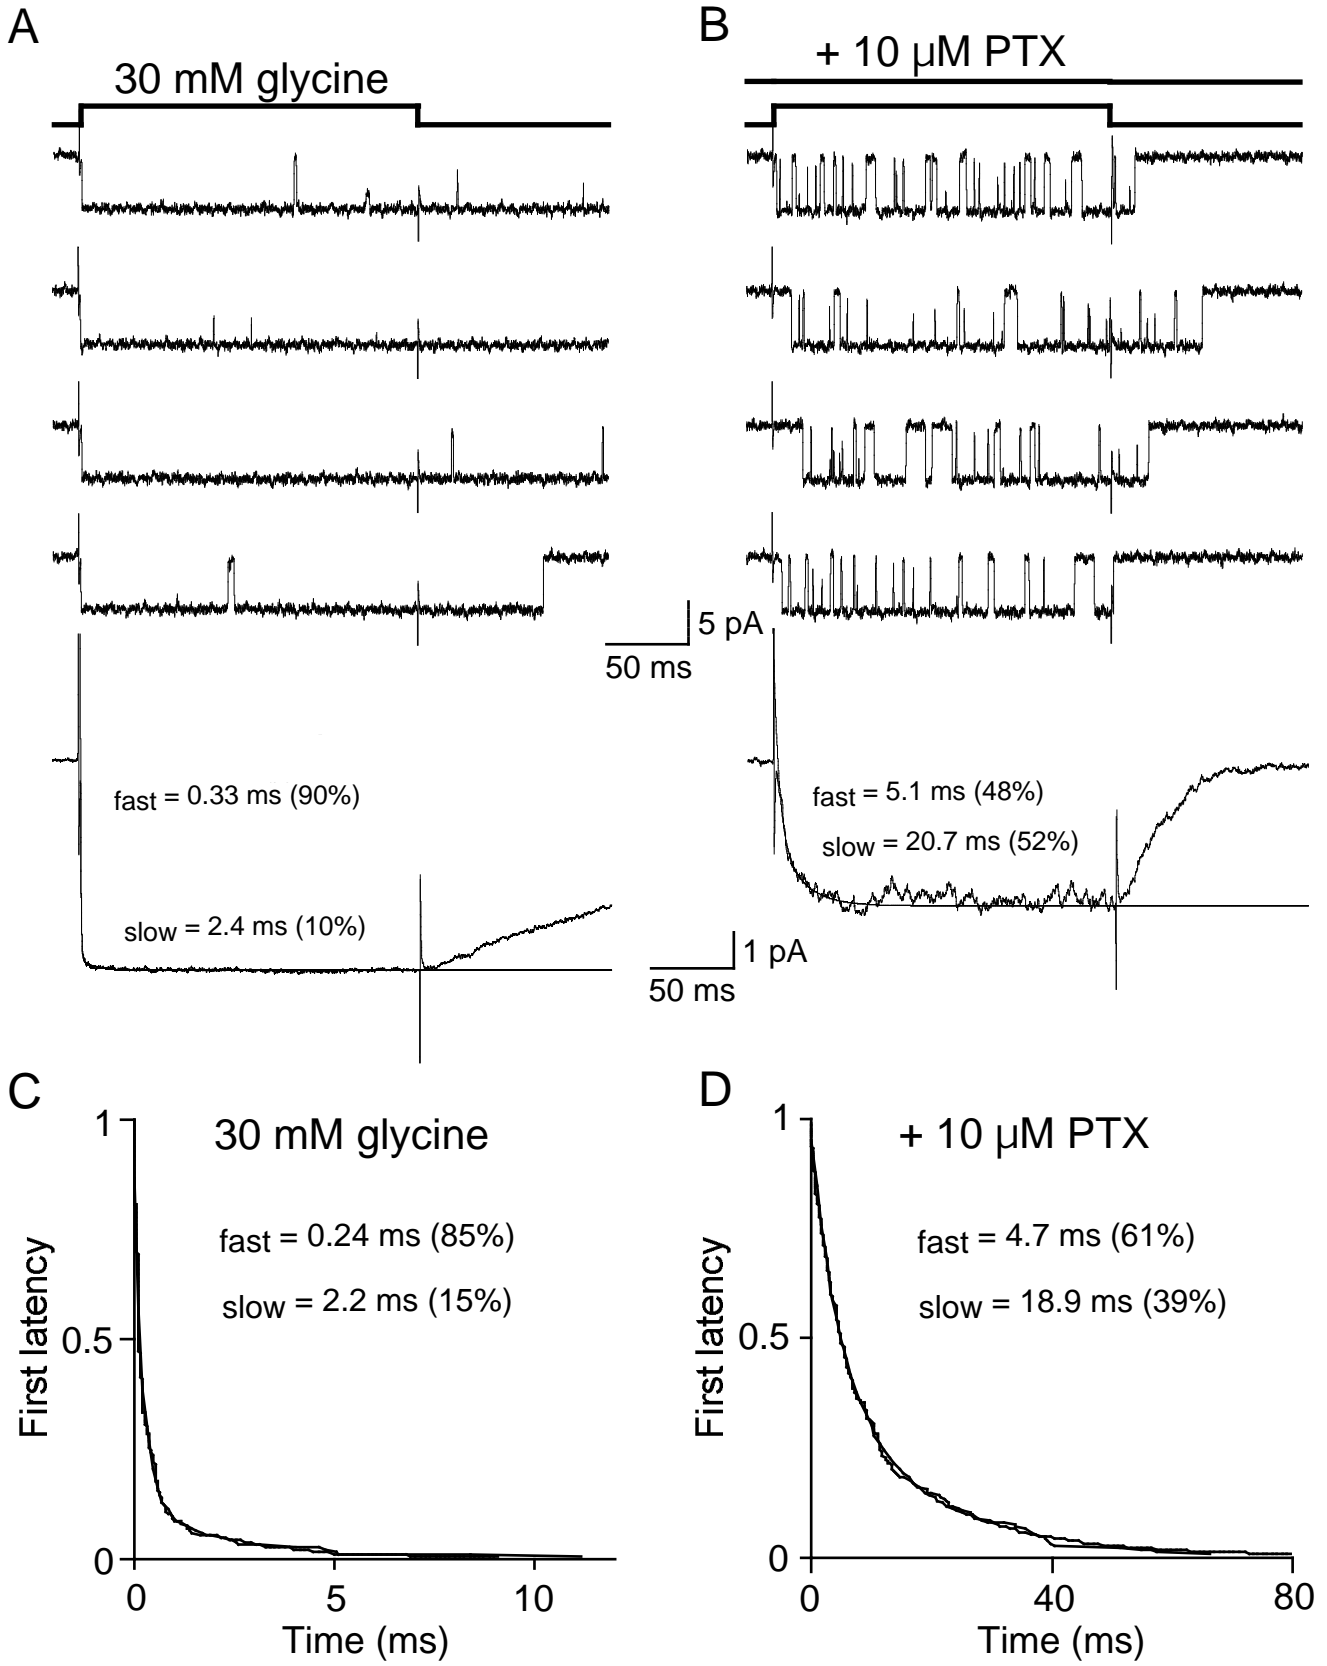 A
B
30 mM glycine
+ 10 µM PTX
5 pA
50 ms
fast = 0.33 ms (90%)
slow = 2.4 ms (10%)
fast = 5.1 ms (48%)
slow = 20.7 ms (52%)
1 pA
50 ms
C
D
30 mM glycine
fast = 0.24 ms (85%)
slow = 2.2 ms (15%)
First latency
1
0.5
0
0
5
10
Time (ms)
+ 10 µM PTX
fast = 4.7 ms (61%)
slow = 18.9 ms (39%)
First latency
1
0.5
0
0
40
80
Time (ms)